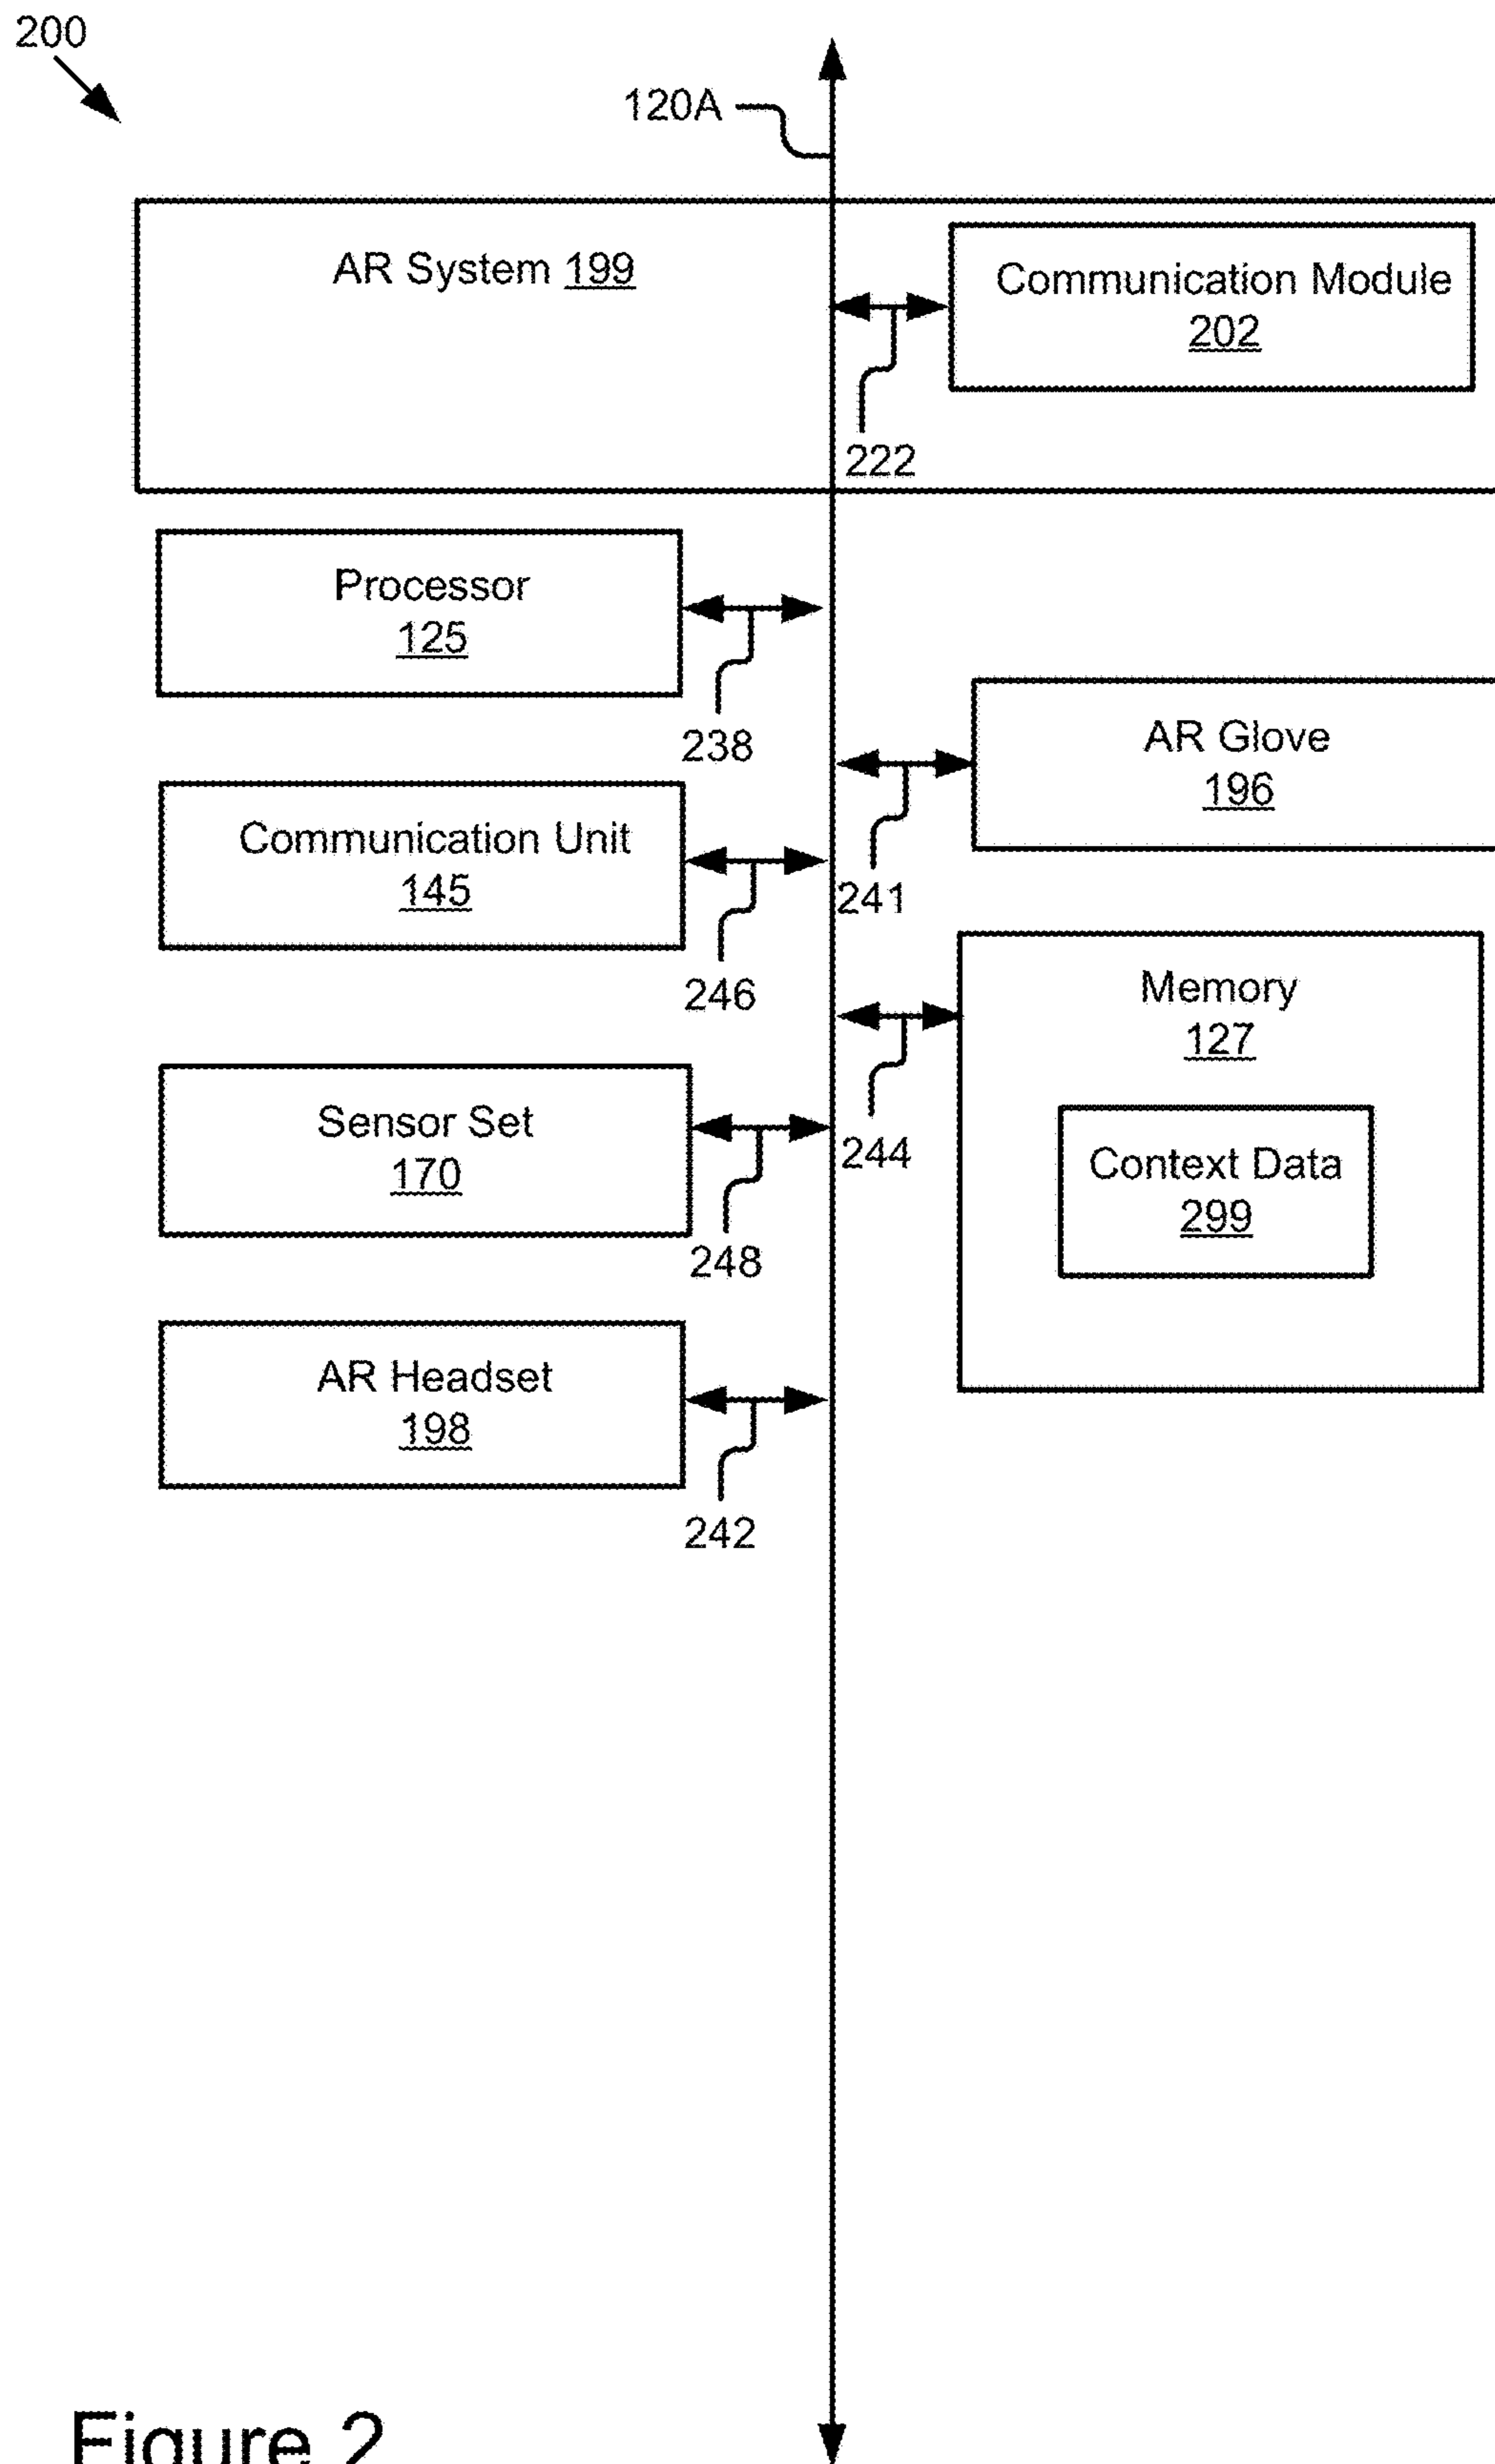 200
120A
AR System 199
Communication Module
202
222
Processor
125
238
AR Glove
196
241
Communication Unit
145
246
Memory
127
244
Context Data
299
Sensor Set
170
248
AR Headset
198
242
Figure 2